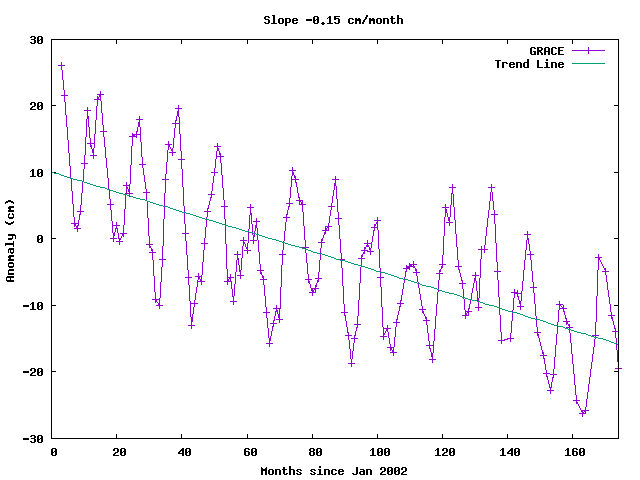 Slope -0.15 cm/month
GRACE
Trend Line
30
20
10
0
-10
-20
-30
Anomaly (cm)
0 20 40 60 80 100 120 140 160
Months since Jan 2002